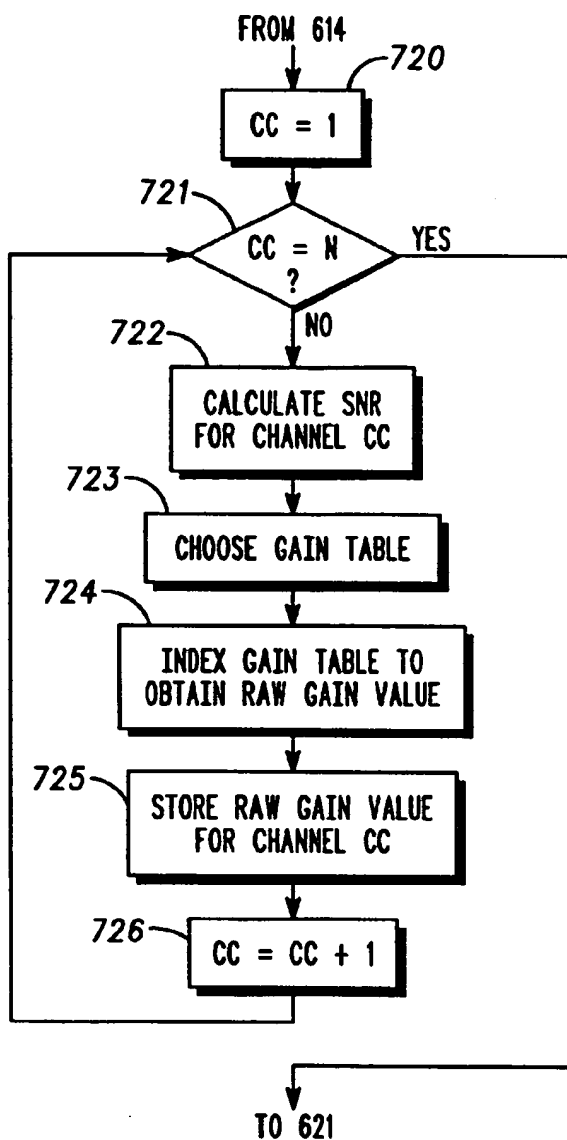 FROM 614
720
CC = 1
721
CC = N
?
YES
NO
722
CALCULATE SNR
FOR CHANNEL CC
723
CHOOSE GAIN TABLE
724
INDEX GAIN TABLE TO
OBTAIN RAW GAIN VALUE
725
STORE RAW GAIN VALUE
FOR CHANNEL CC
726
CC = CC + 1
TO 621